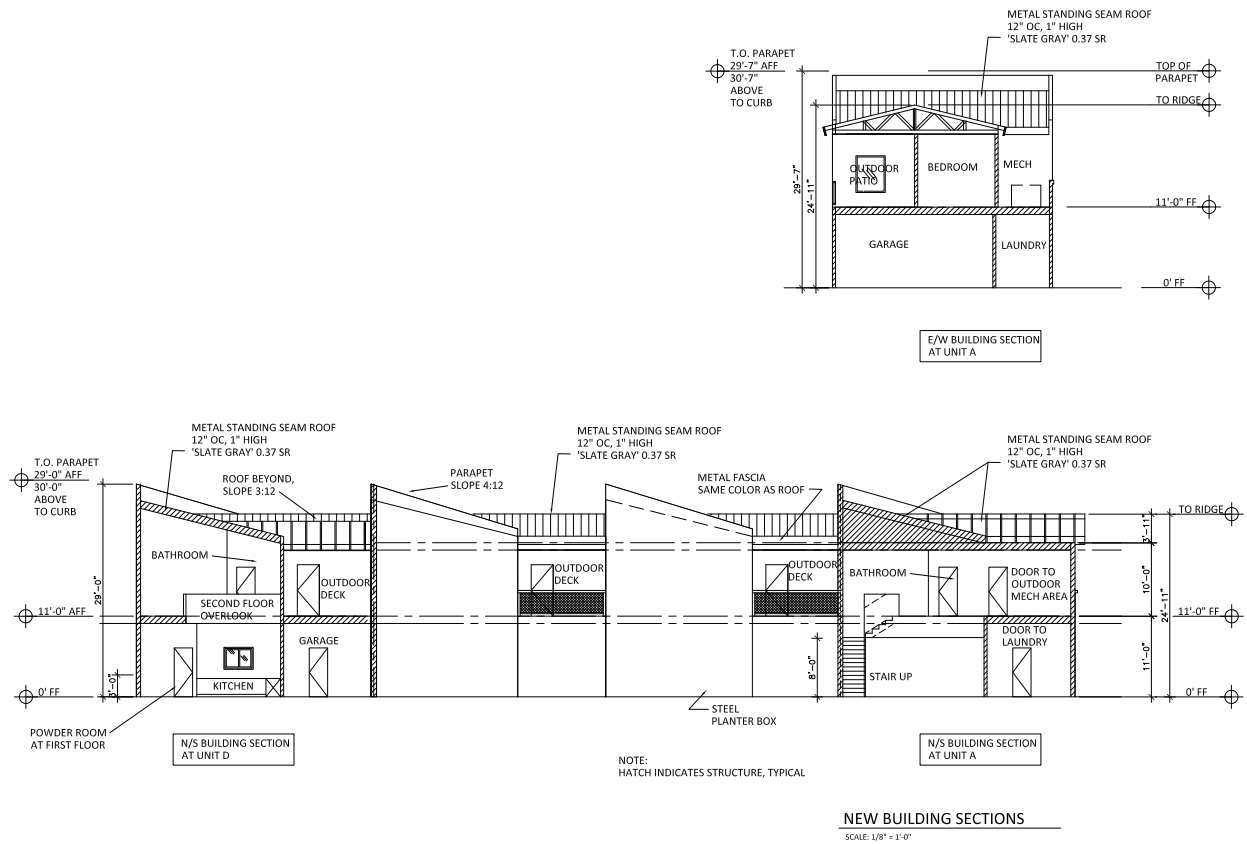 METAL STANDING SEAM ROOF
12" OC, 1" HIGH
'SLATE GRAY' 0.37 SR
T.O. PARAPET
29'-7" AFF
30'-7"
ABOVE
TO CURB
TOP OF
PARAPET
TO RIDGE
29'-7"
24'-11"
OUTDOOR
PATIO
BEDROOM
MECH
11'-0" FF
GARAGE
LAUNDRY
0' FF
E/W BUILDING SECTION
AT UNIT A
METAL STANDING SEAM ROOF
12" OC, 1" HIGH
'SLATE GRAY' 0.37 SR
METAL STANDING SEAM ROOF
12" OC, 1" HIGH
'SLATE GRAY' 0.37 SR
METAL STANDING SEAM ROOF
12" OC, 1" HIGH
'SLATE GRAY' 0.37 SR
T.O. PARAPET
29'-0" AFF
30'-0"
ABOVE
TO CURB
ROOF BEYOND,
SLOPE 3:12
PARAPET
SLOPE 4:12
METAL FASCIA
SAME COLOR AS ROOF
TO RIDGE
3'-11"
BATHROOM
OUTDOOR
DECK
OUTDOOR
DECK
OUTDOOR
DECK
BATHROOM
DOOR TO
OUTDOOR
MECH AREA
10'-0"
29'-0"
24'-11"
SECOND FLOOR
OVERLOOK
11'-0" AFF
11'-0" FF
GARAGE
DOOR TO
LAUNDRY
11'-0"
8'-0"
STAIR UP
3'-0"
KITCHEN
0' FF
0' FF
STEEL
PLANTER BOX
POWDER ROOM
AT FIRST FLOOR
N/S BUILDING SECTION
AT UNIT D
N/S BUILDING SECTION
AT UNIT A
NOTE:
HATCH INDICATES STRUCTURE, TYPICAL
NEW BUILDING SECTIONS
SCALE: 1/8" = 1'-0"